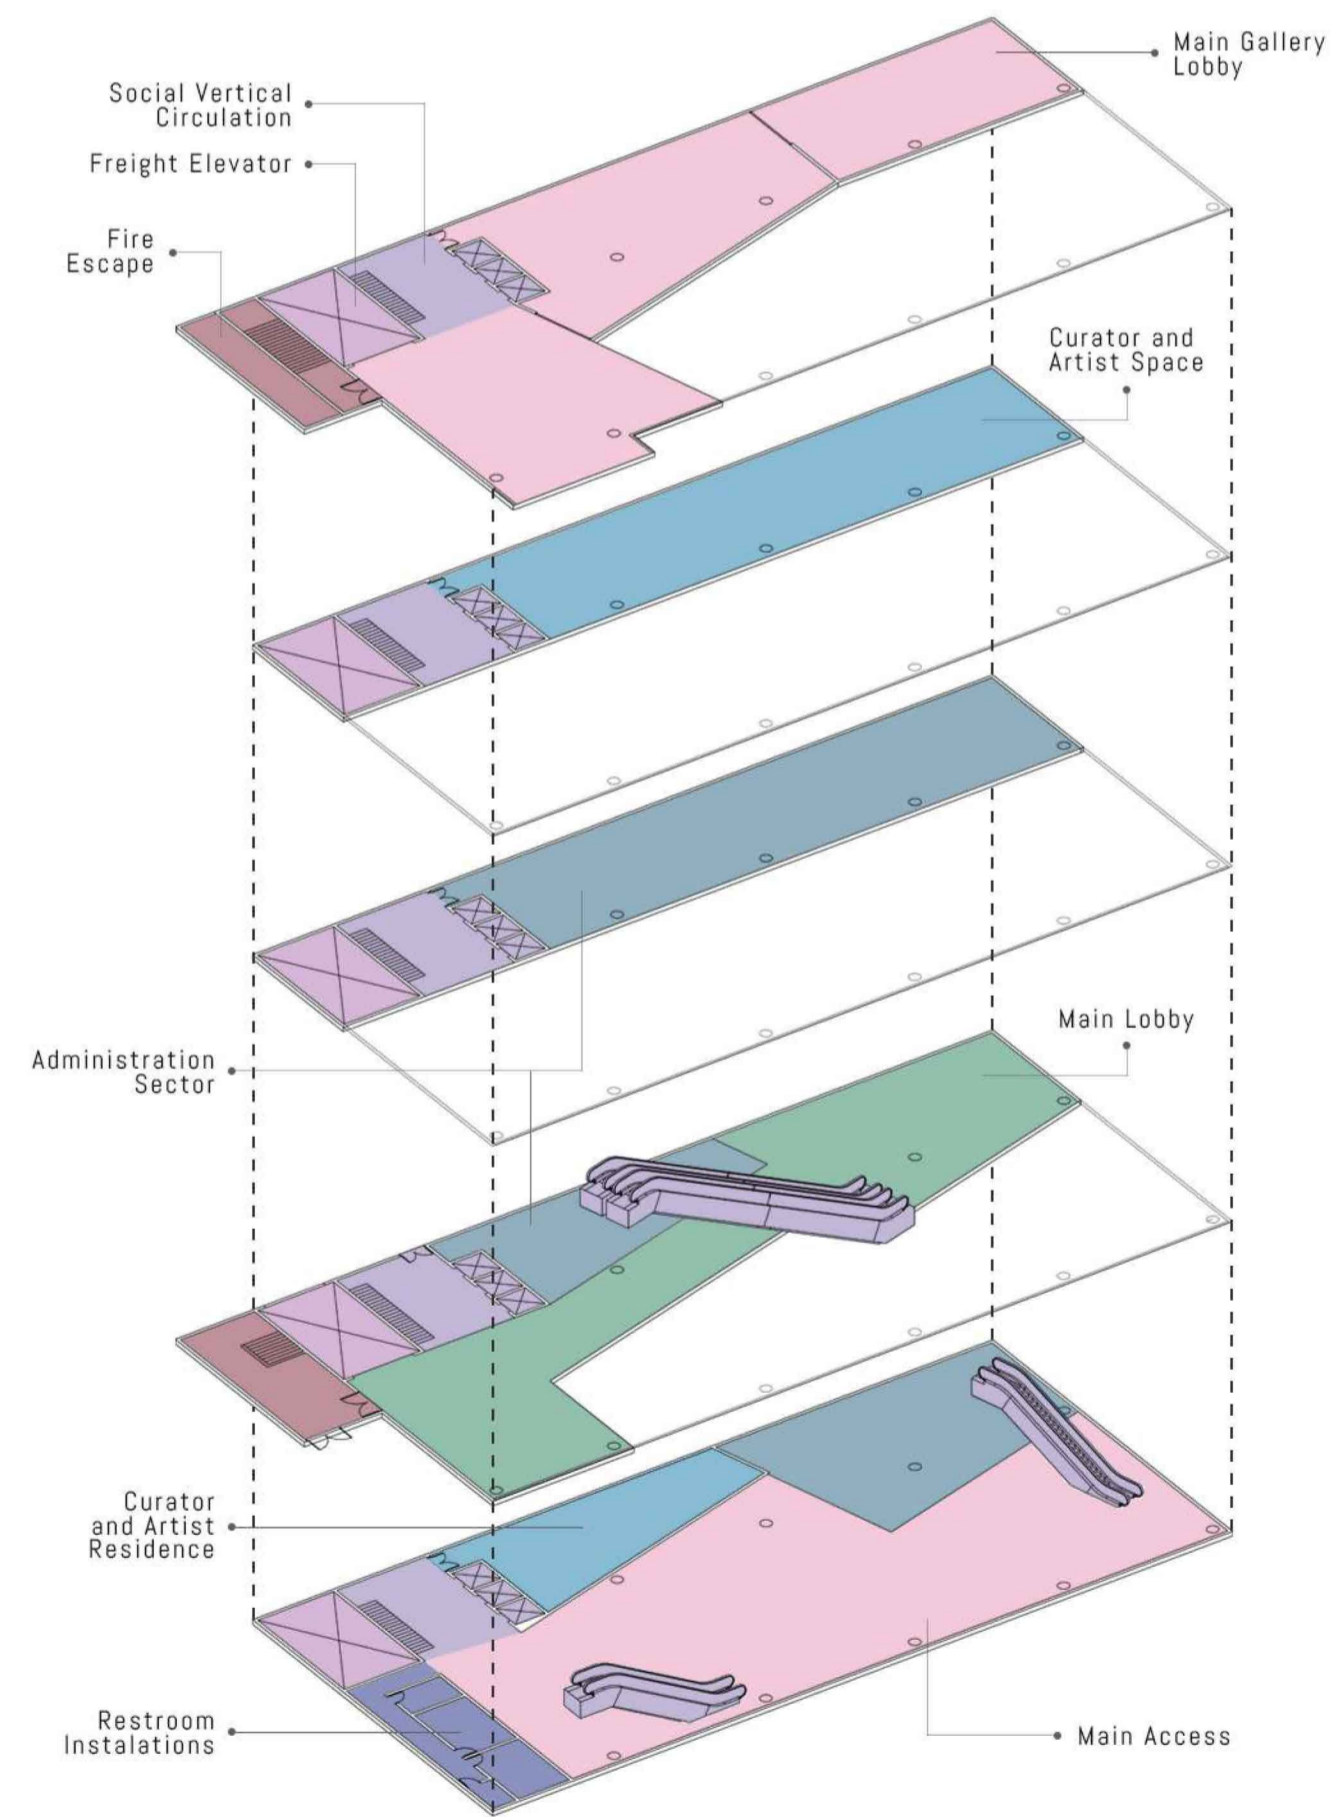 Main Gallery
Lobby
Social Vertical
Circulation
Freight Elevator
Fire
Escape
Curator and
Artist Space
Main Lobby
Administration
Sector
Curator
and Artist
Residence
Restroom
Instalations
Main Access